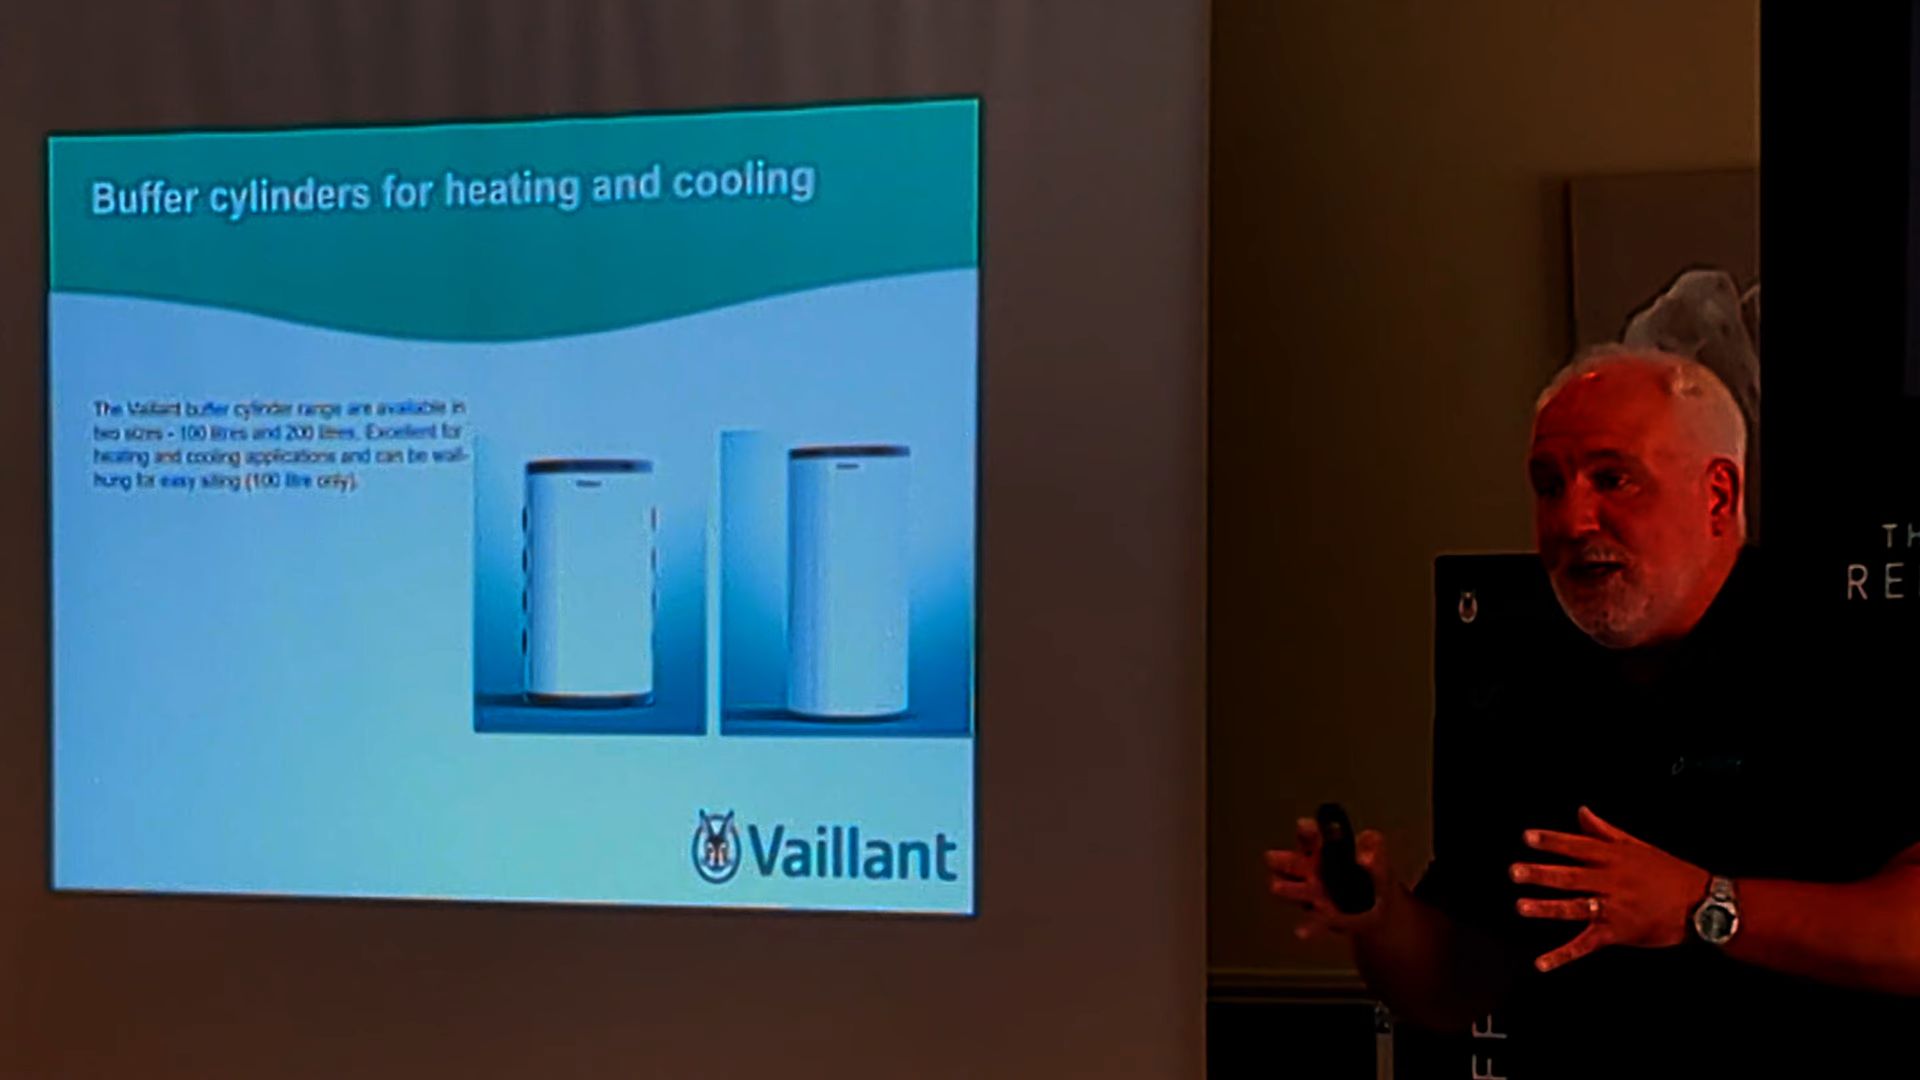 Buffer cylinders for heating and cooling
The Vaillant buffer cylinder range are available in
two sizes - 100 litres and 200 litres. Excellent for
heating and cooling applications and can be wall-
hung for easy siting (100 litre only).
Vaillant
TH
RE
FF